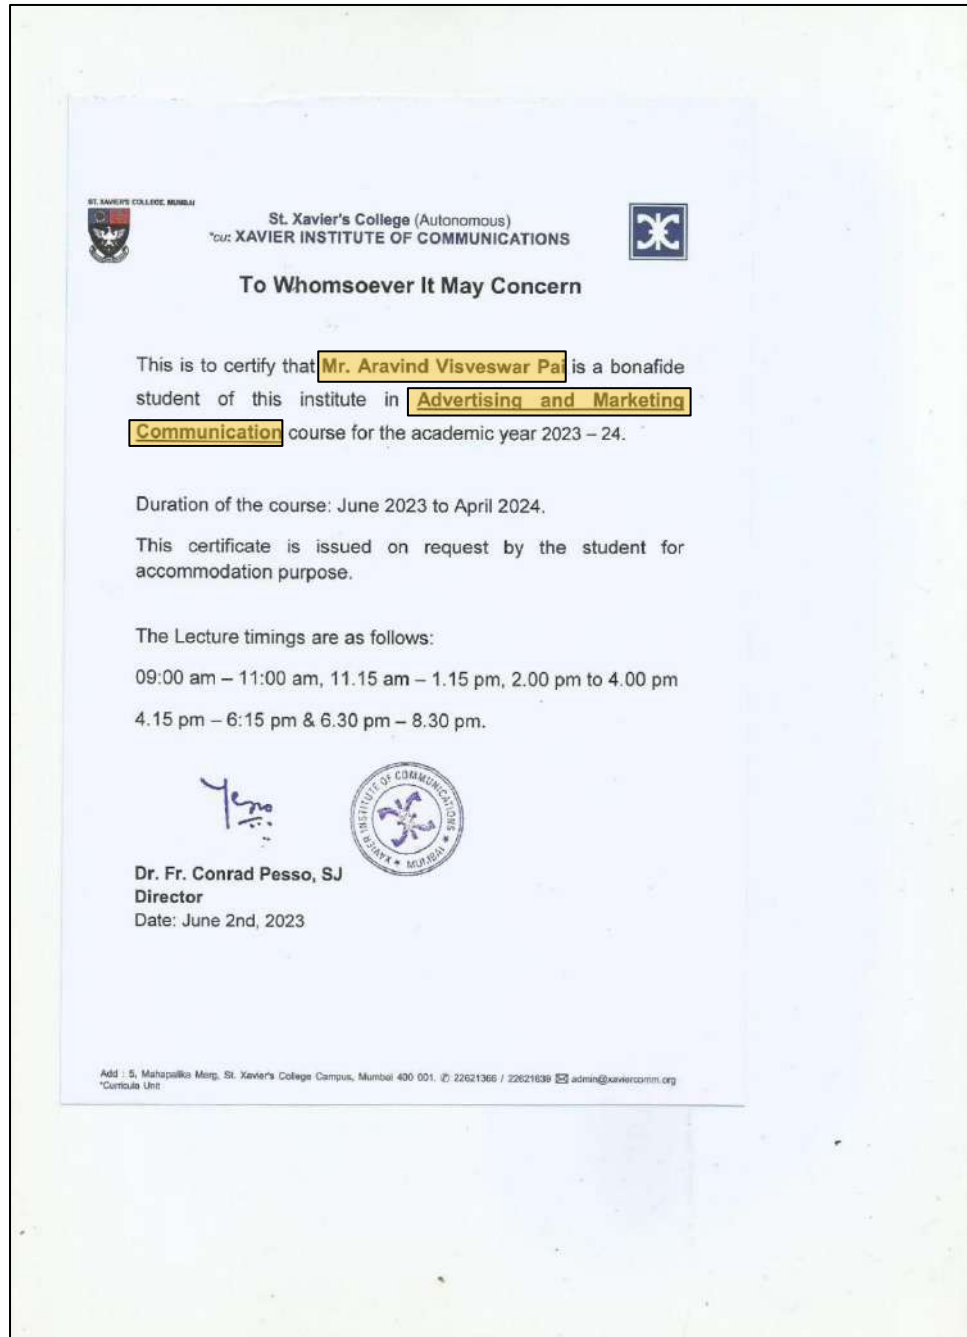 ST. XAVIER'S COLLEGE, MUMBAI
St. Xavier's College (Autonomous)
*cu: XAVIER INSTITUTE OF COMMUNICATIONS
To Whomsoever It May Concern
This is to certify that Mr. Aravind Visveswar Pai is a bonafide
student of this institute in Advertising and Marketing
Communication course for the academic year 2023 – 24.
Duration of the course: June 2023 to April 2024.
This certificate is issued on request by the student for
accommodation purpose.
The Lecture timings are as follows:
09:00 am – 11:00 am, 11.15 am – 1.15 pm, 2.00 pm to 4.00 pm
4.15 pm – 6:15 pm & 6.30 pm – 8.30 pm.
XAVIER INSTITUTE OF COMMUNICATIONS ★ MUMBAI ★
Dr. Fr. Conrad Pesso, SJ
Director
Date: June 2nd, 2023
Add : 5, Mahapalika Marg, St. Xavier's College Campus, Mumbai 400 001. ✆ 22621366 / 22621639 ✉ admin@xaviercomm.org
*Curricula Unit